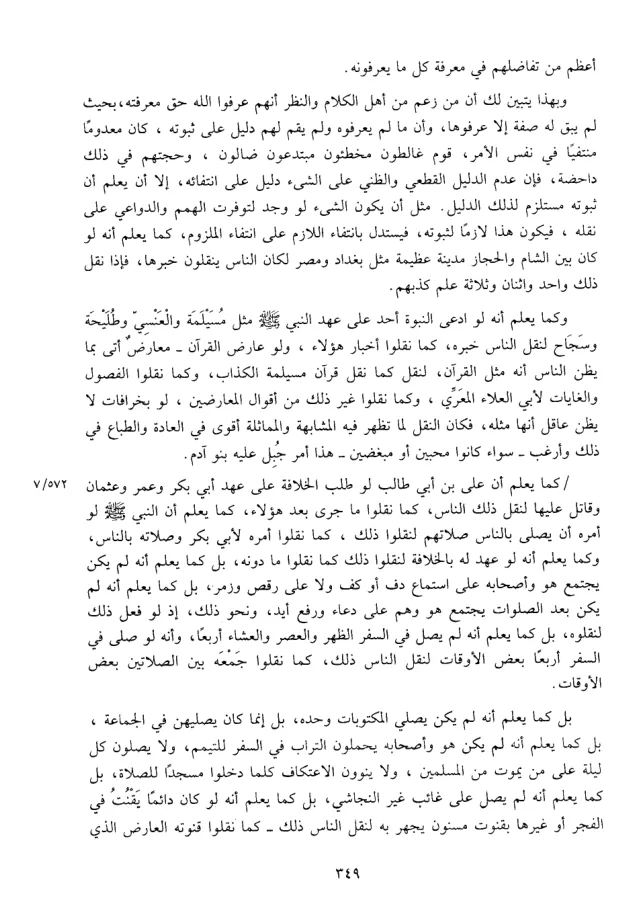 أعظم من تفاضلهم في معرفة كل ما يعرفونه.
وبهذا يتبين لك أن من زعم من أهل الكلام والنظر أنهم عرفوا الله حق معرفته،بحيث
لم يبق له صفة إلا عرفوها، وأن ما لم يعرفوه ولم يقم لهم دليل على ثبوته ، كان معدومًا
منتفيًا في نفس الأمر، قوم غالطون مخطئون مبتدعون ضالون ، وحجتهم في ذلك
داحضة، فإن عدم الدليل القطعي والظني على الشىء دليل على انتفائه، إلا أن يعلم أن
ثبوته مستلزم لذلك الدليل. مثل أن يكون الشىء لو وجد لتوفرت الهمم والدواعي على
نقله ، فيكون هذا لازمًا لثبوته، فيستدل بانتفاء اللازم على انتفاء الملزوم، كما يعلم أنه لو
كان بين الشام والحجاز مدينة عظيمة مثل بغداد ومصر لكان الناس ينقلون خبرها، فإذا نقل
ذلك واحد واثنان وثلاثة علم كذبهم.
وكما يعلم أنه لو ادعى النبوة أحد على عهد النبي ﷺ مثل مُسَيْلَمَة والْعَنْسِيّ وطُلَيْحَة
وسَجَاح لنقل الناس خبره، كما نقلوا أخبار هؤلاء ، ولو عارض القرآن ـ معارضٌ أتى بما
يظن الناس أنه مثل القرآن، لنقل كما نقل قرآن مسيلمة الكذاب، وكما نقلوا الفصول
والغايات لأبي العلاء المعَرِّي ، وكما نقلوا غير ذلك من أقوال المعارضين ، لو بخرافات لا
يظن عاقل أنها مثله، فكان النقل لما تظهر فيه المشابهة والمماثلة أقوى في العادة والطباع في
ذلك وأرغب ـ سواء كانوا محبين أو مبغضين ـ هذا أمر جُبِل عليه بنو آدم.
٧/٥٧٢ / كما يعلم أن على بن أبي طالب لو طلب الخلافة على عهد أبي بكر وعمر وعثمان
وقاتل عليها لنقل ذلك الناس، كما نقلوا ما جرى بعد هؤلاء، كما يعلم أن النبي ﷺ لو
أمره أن يصلى بالناس صلاتهم لنقلوا ذلك ، كما نقلوا أمره لأبي بكر وصلاته بالناس،
وكما يعلم أنه لو عهد له بالخلافة لنقلوا ذلك كما نقلوا ما دونه، بل كما يعلم أنه لم يكن
يجتمع هو وأصحابه على استماع دف أو كف ولا على رقص وزمر، بل كما يعلم أنه لم
يكن بعد الصلوات يجتمع هو وهم على دعاء ورفع أيد، ونحو ذلك، إذ لو فعل ذلك
لنقلوه، بل كما يعلم أنه لم يصل في السفر الظهر والعصر والعشاء أربعًا، وأنه لو صلى في
السفر أربعًا بعض الأوقات لنقل الناس ذلك، كما نقلوا جَمْعَه بين الصلاتين بعض
الأوقات.
بل كما يعلم أنه لم يكن يصلي المكتوبات وحده، بل إنما كان يصليهن في الجماعة ،
بل كما يعلم أنه لم يكن هو وأصحابه يحملون التراب في السفر للتيمم، ولا يصلون كل
ليلة على من يموت من المسلمين ، ولا ينوون الاعتكاف كلما دخلوا مسجدًا للصلاة، بل
كما يعلم أنه لم يصل على غائب غير النجاشي، بل كما يعلم أنه لو كان دائمًا يَقْنُتُ في
الفجر أو غيرها بقنوت مسنون يجهر به لنقل الناس ذلك ـ كما نقلوا قنوته العارض الذي
٣٤٩